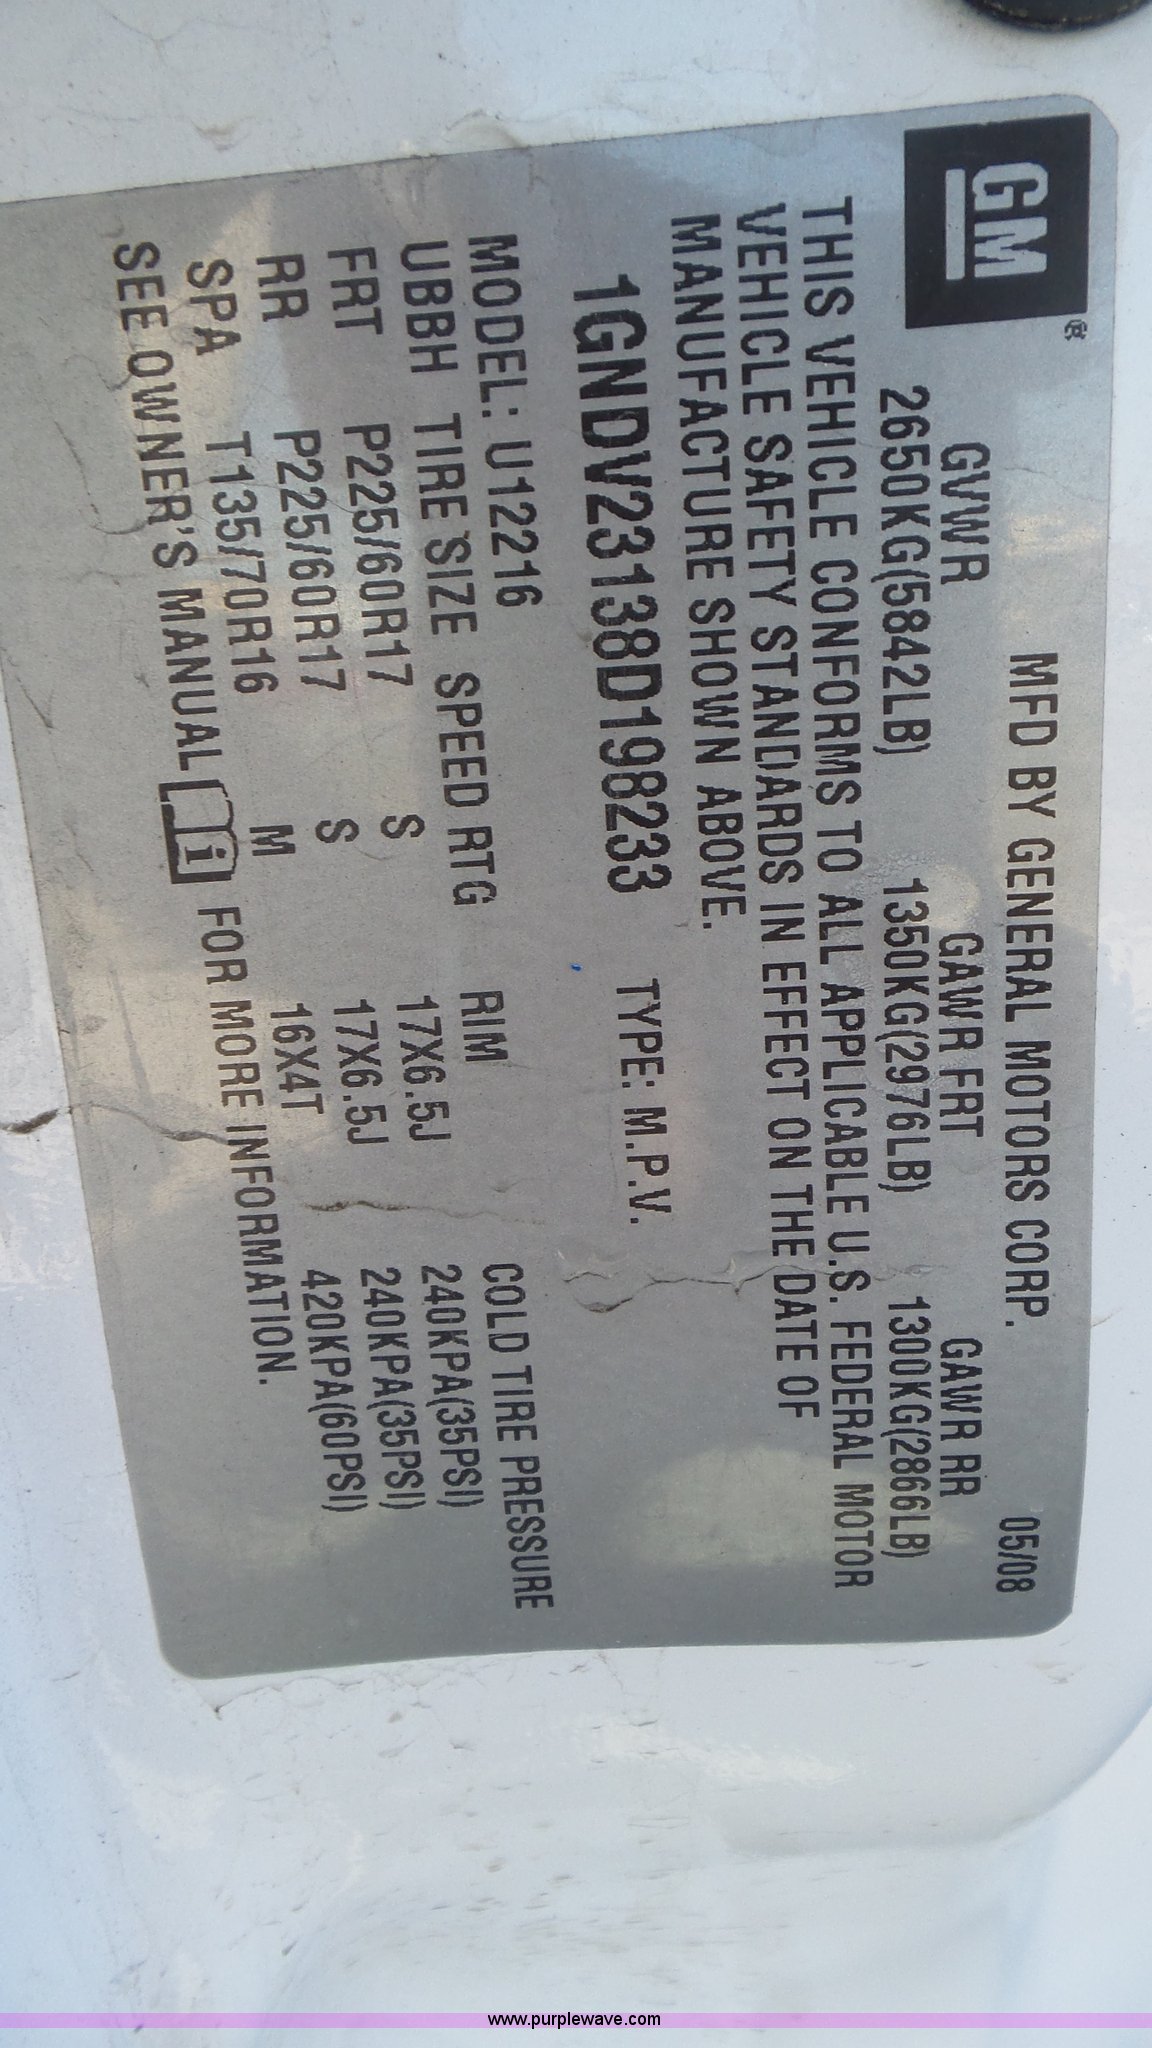 GM®
MFD BY GENERAL MOTORS CORP. 05/08
GVWR GAWR FRT GAWR RR
2650KG(5842LB) 1350KG(2976LB) 1300KG(2866LB)
THIS VEHICLE CONFORMS TO ALL APPLICABLE U.S. FEDERAL MOTOR
VEHICLE SAFETY STANDARDS IN EFFECT ON THE DATE OF
MANUFACTURE SHOWN ABOVE.
1GNDV23138D198233 TYPE: M.P.V.
MODEL: U12216
UBBH TIRE SIZE SPEED RTG RIM COLD TIRE PRESSURE
FRT P225/60R17 S 17X6.5J 240KPA(35PSI)
RR P225/60R17 S 17X6.5J 240KPA(35PSI)
SPA T135/70R16 M 16X4T 420KPA(60PSI)
SEE OWNER'S MANUAL i FOR MORE INFORMATION.
www.purplewave.com